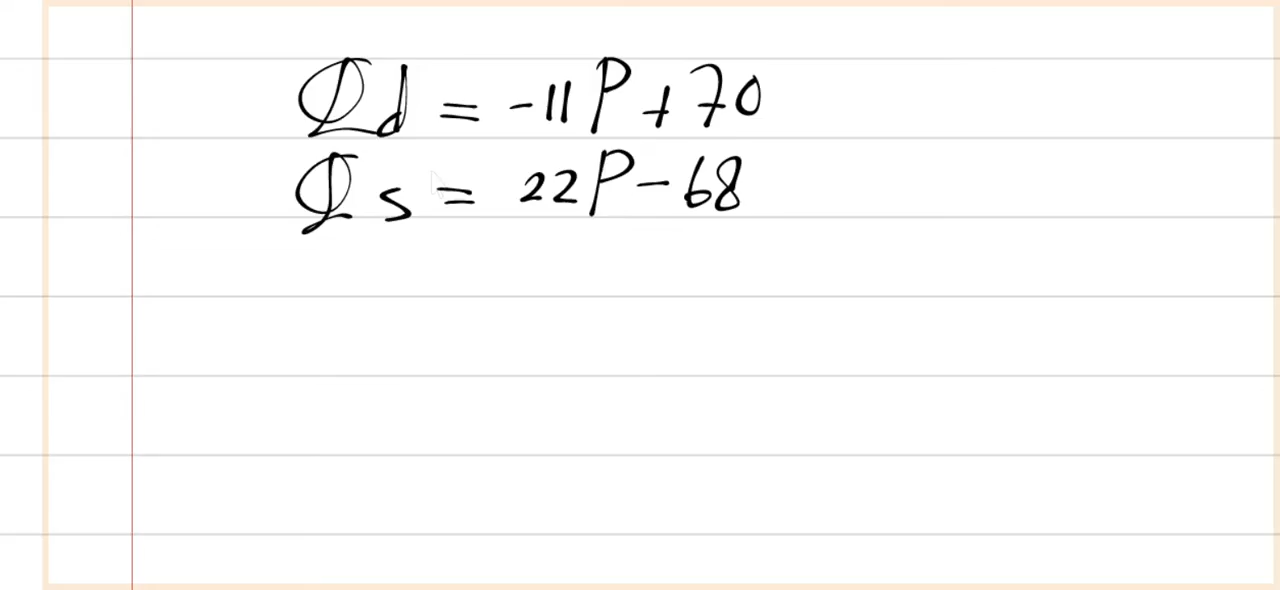 Qd = -11P+70
Qs = 22P-68